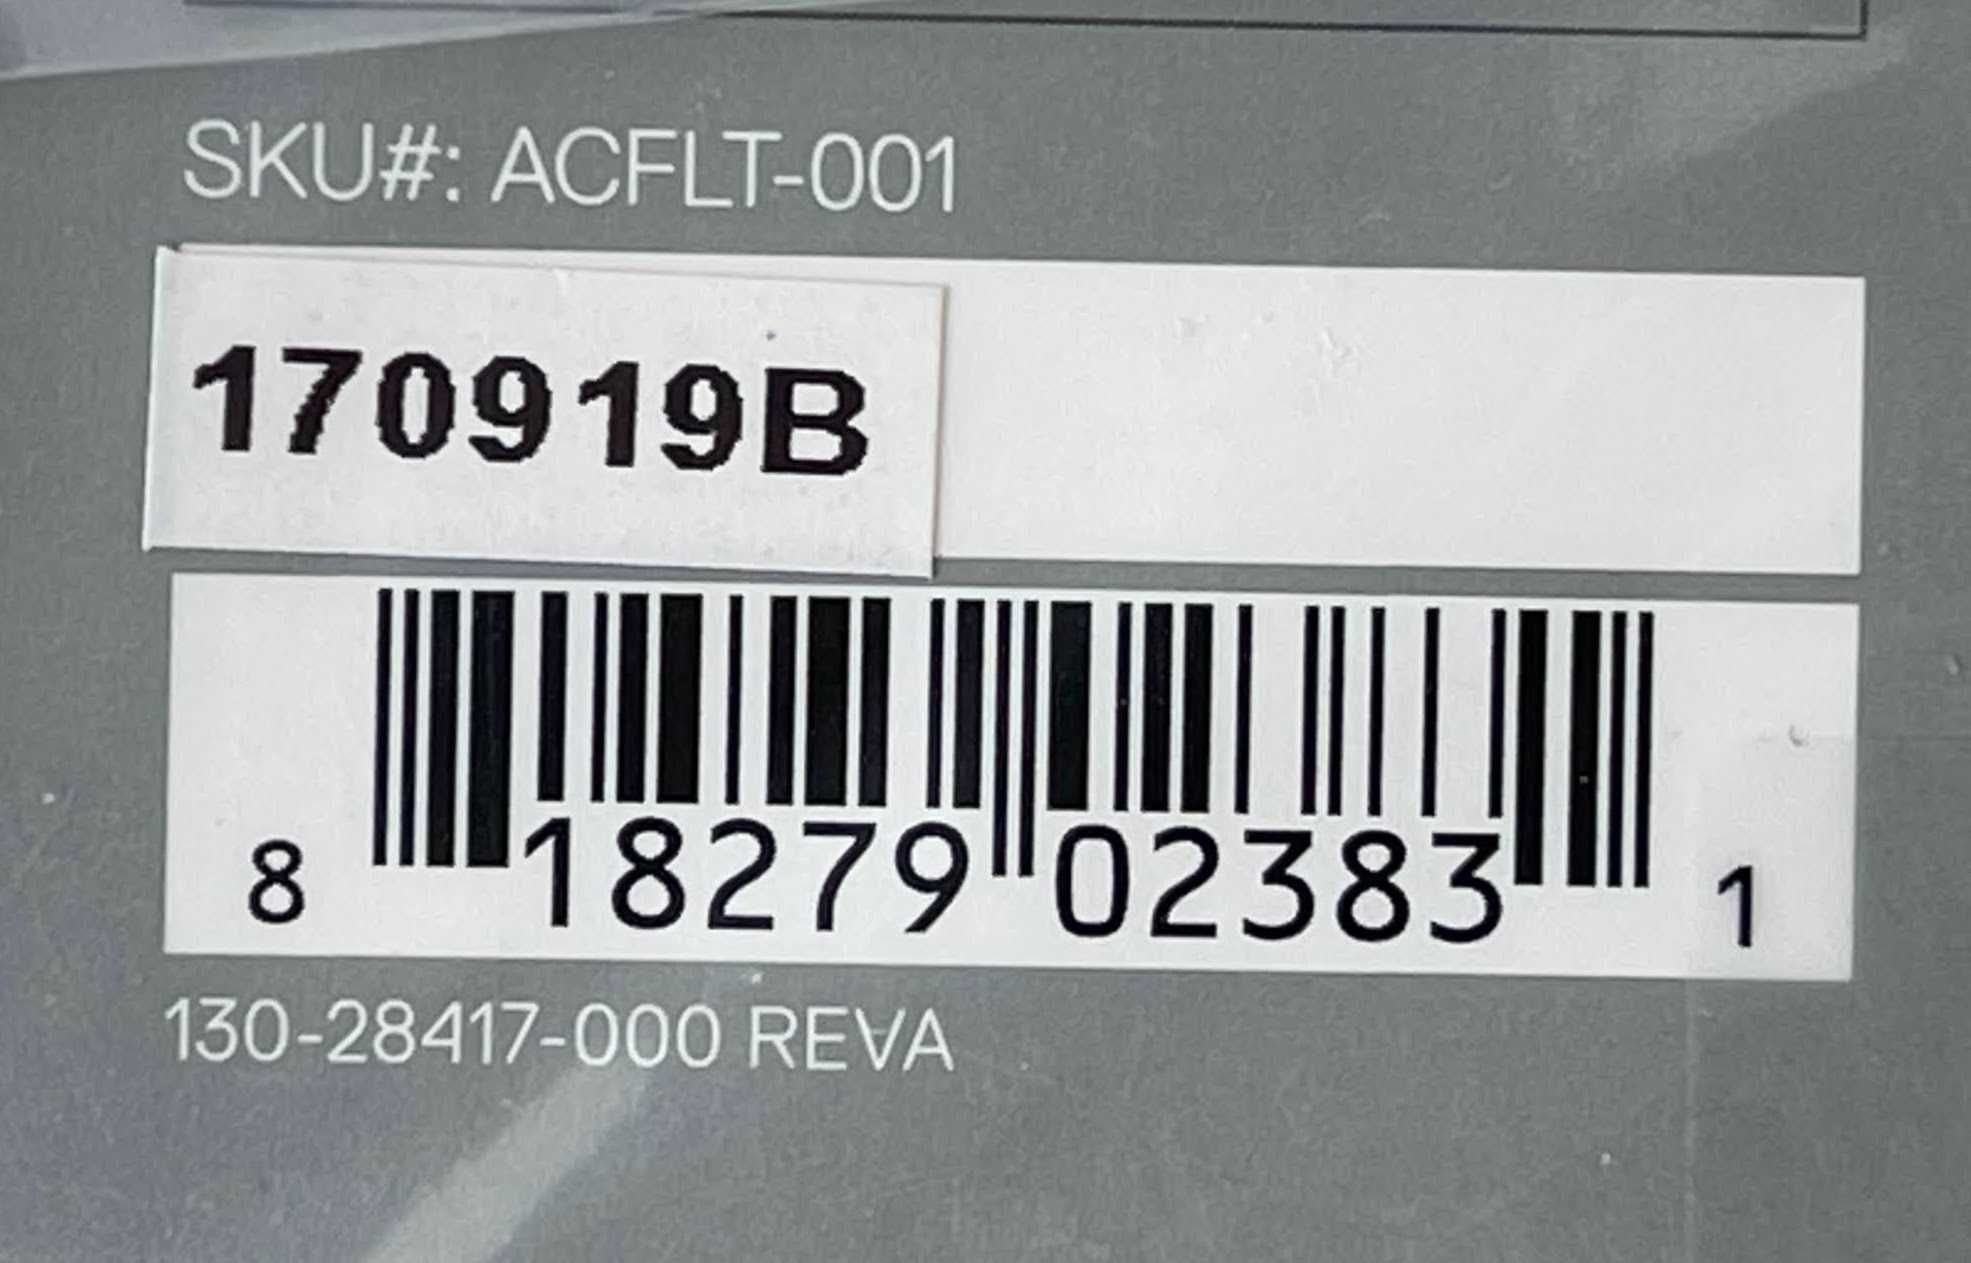 SKU#: ACFLT-001
170919B
8 18279 02383 1
130-28417-000 REVA